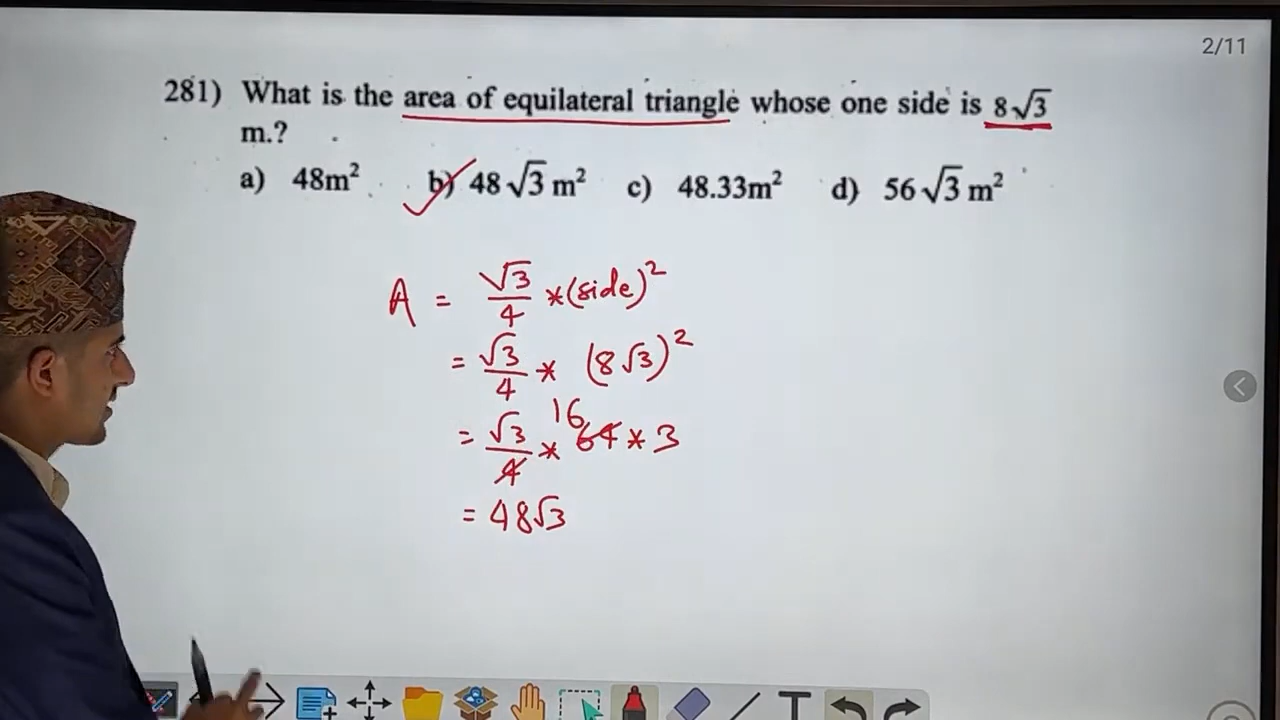 2/11
281) What is the area of equilateral triangle whose one side is 8√3
m.?
a) 48m² b) 48√3 m² c) 48.33m² d) 56√3 m²
A = √3/4 * (side)²
= √3/4 * (8√3)²
16
= √3/4 * 64 * 3
= 48√3
T